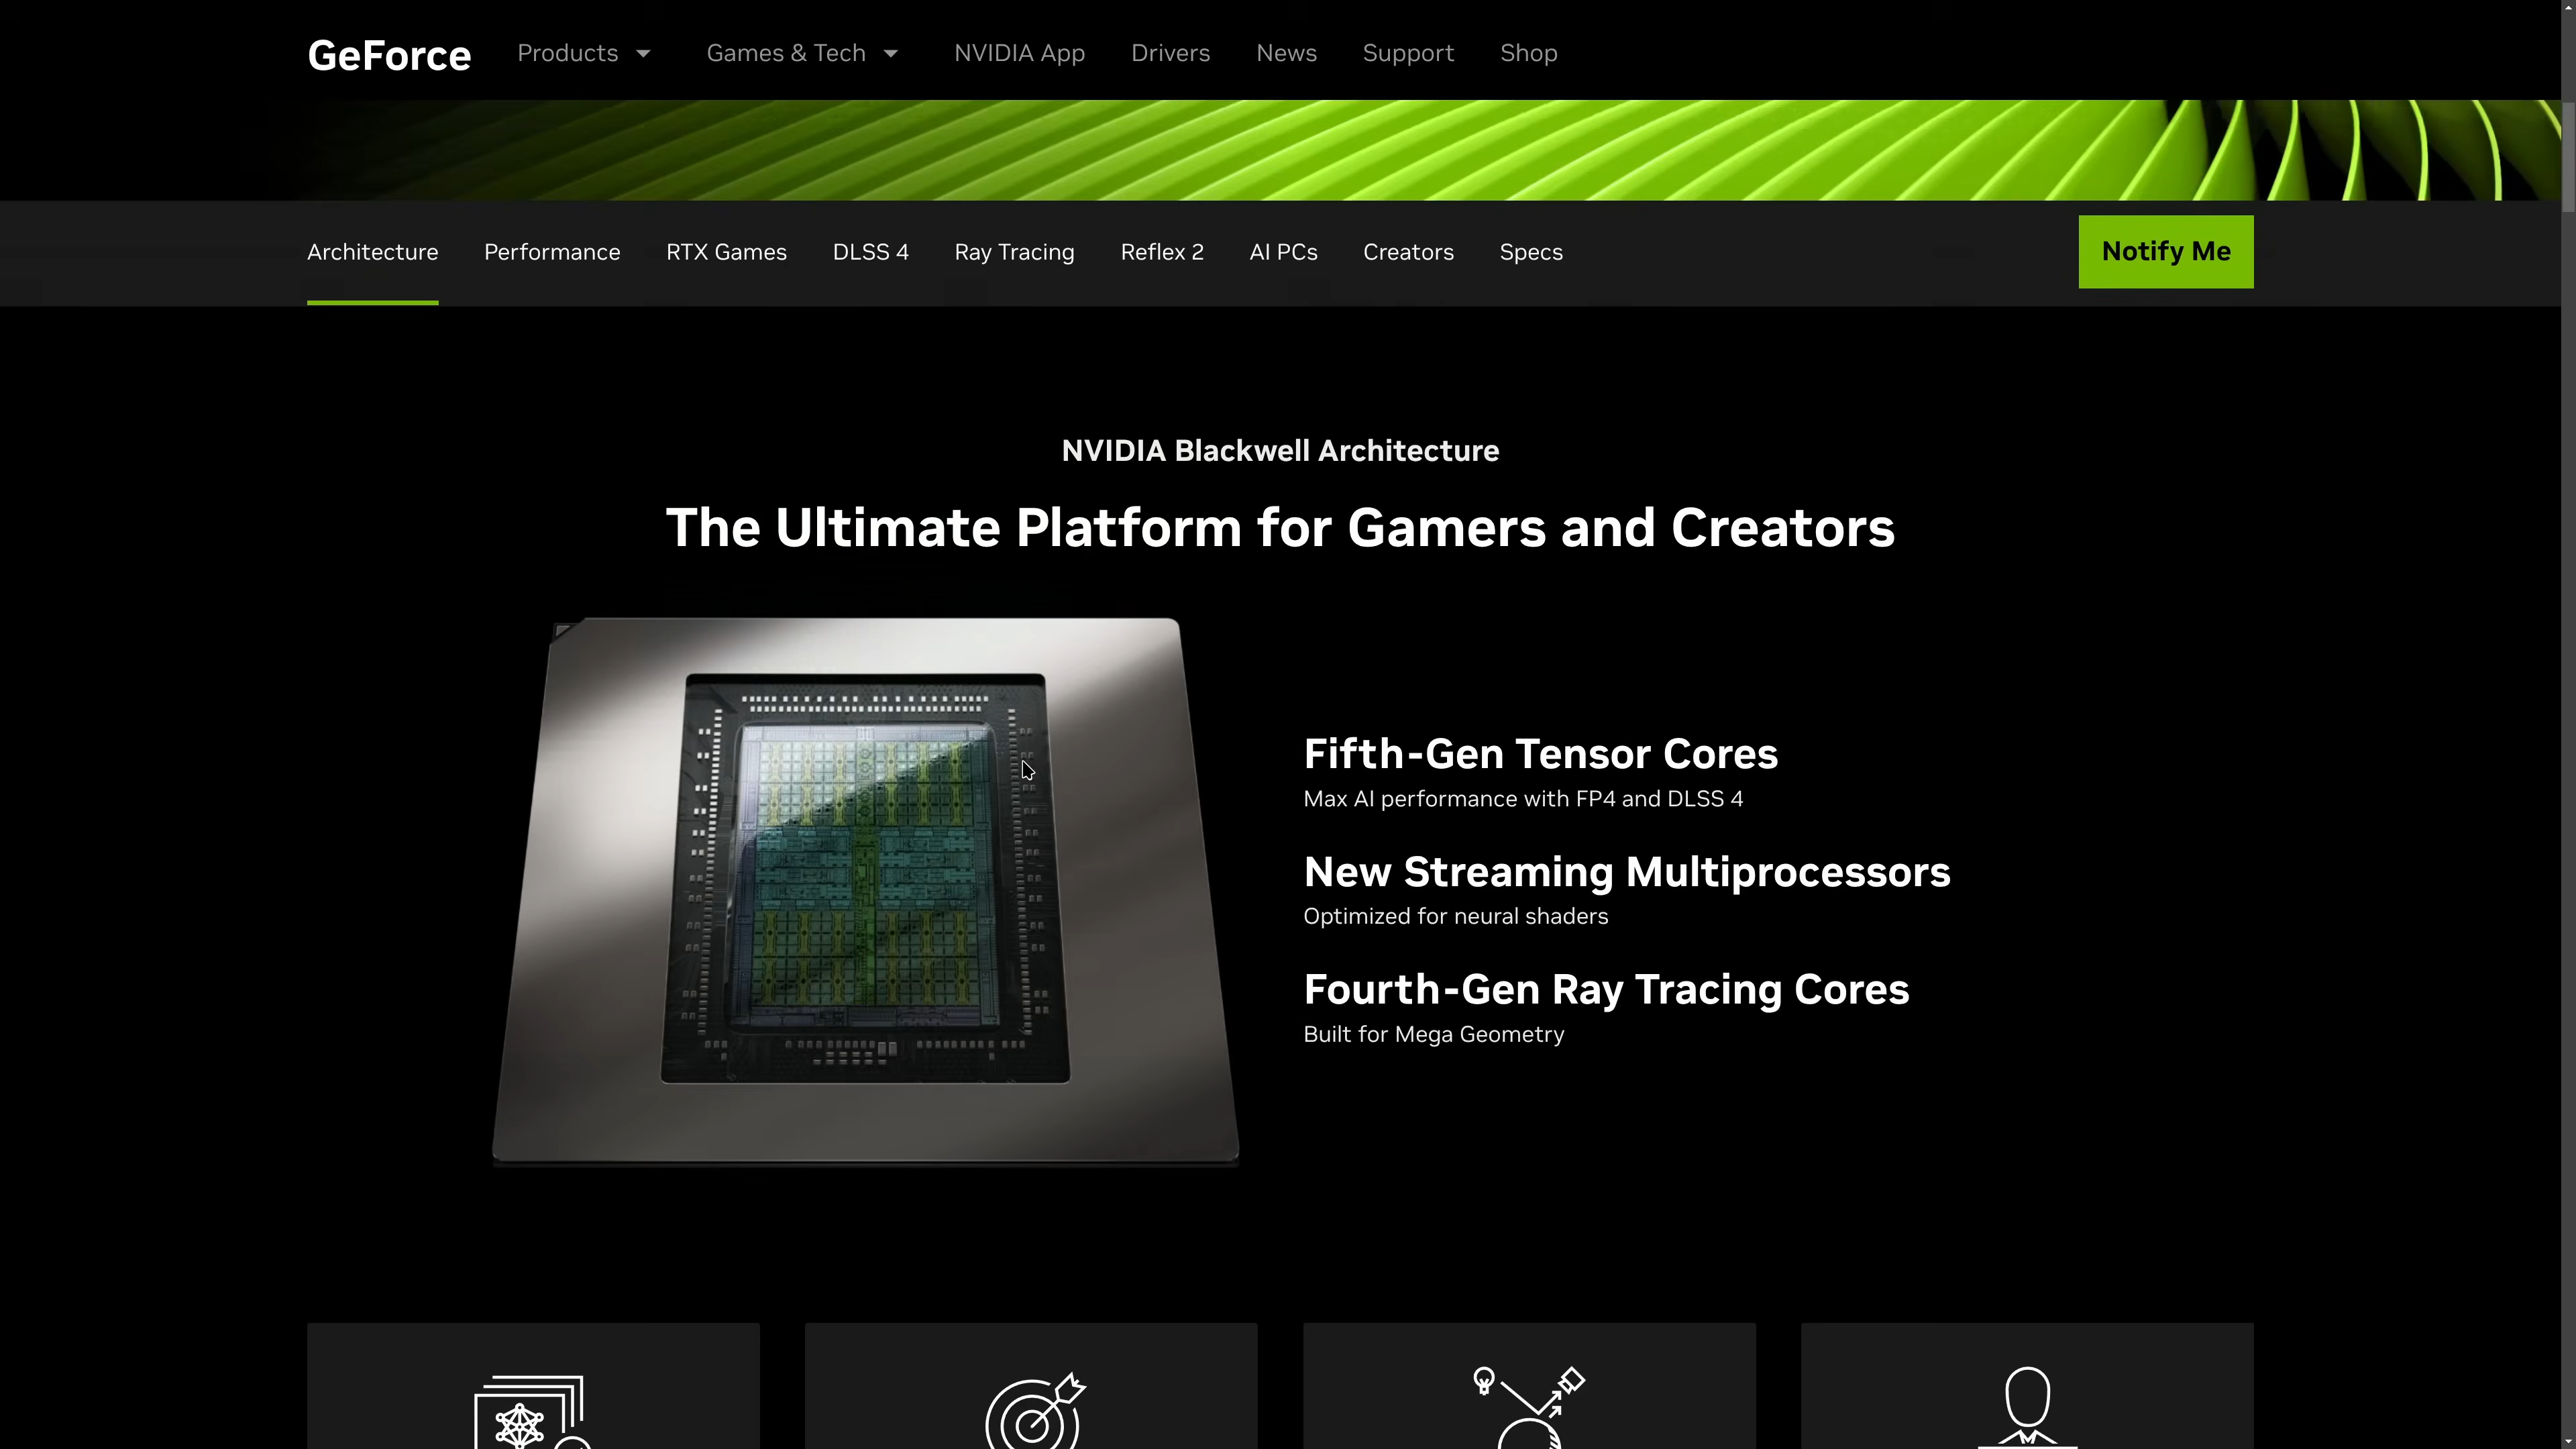 GeForce
Products
Games & Tech
NVIDIA App
Drivers
News
Support
Shop
Architecture
Performance
RTX Games
DLSS 4
Ray Tracing
Reflex 2
AI PCs
Creators
Specs
Notify Me
NVIDIA Blackwell Architecture
The Ultimate Platform for Gamers and Creators
Fifth-Gen Tensor Cores
Max AI performance with FP4 and DLSS 4
New Streaming Multiprocessors
Optimized for neural shaders
Fourth-Gen Ray Tracing Cores
Built for Mega Geometry